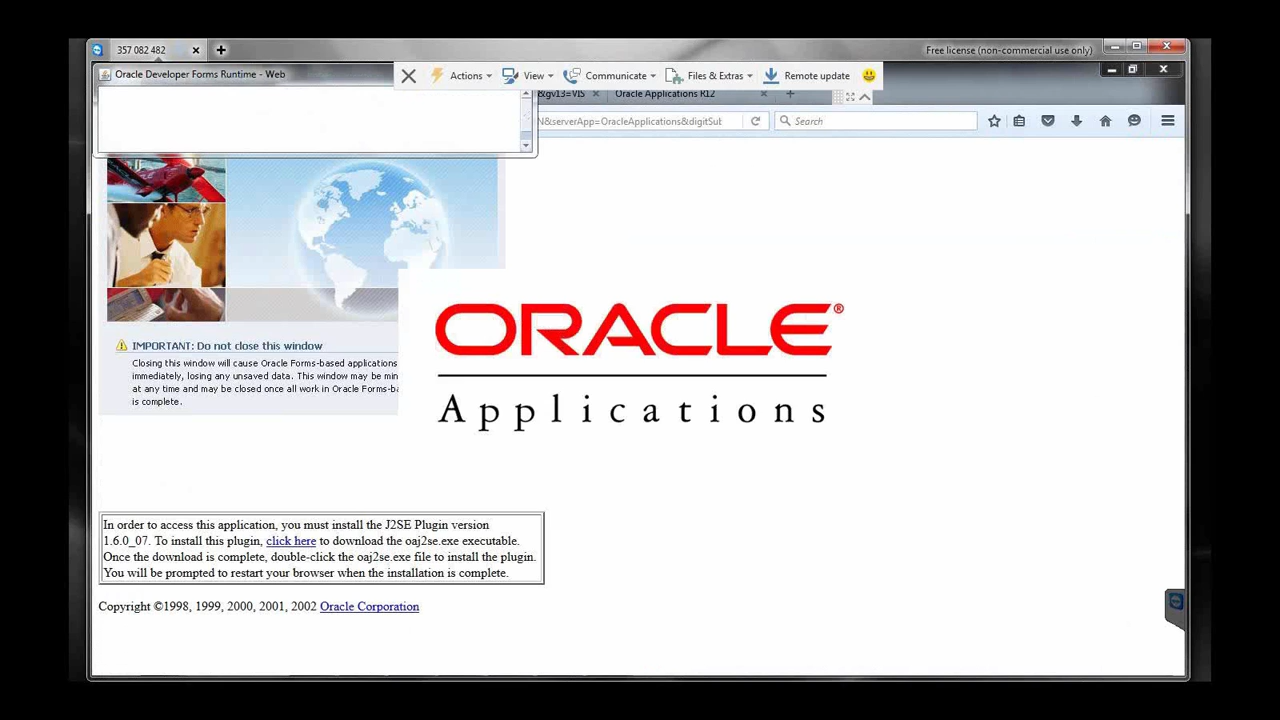 357 082 482
Free license (non-commercial use only)
Oracle Developer Forms Runtime - Web
Actions
View
Communicate
Files & Extras
Remote update
&gv13=VIS
Oracle Applications R12
N&serverApp=OracleApplications&digitSu
Search
IMPORTANT: Do not close this window
Closing this window will cause Oracle Forms-based applications
immediately, losing any unsaved data. This window may be min
at any time and may be closed once all work in Oracle Forms-ba
is complete.
ORACLE®
Applications
In order to access this application, you must install the J2SE Plugin version
1.6.0_07. To install this plugin, click here to download the oaj2se.exe executable.
Once the download is complete, double-click the oaj2se.exe file to install the plugin.
You will be prompted to restart your browser when the installation is complete.
Copyright ©1998, 1999, 2000, 2001, 2002 Oracle Corporation